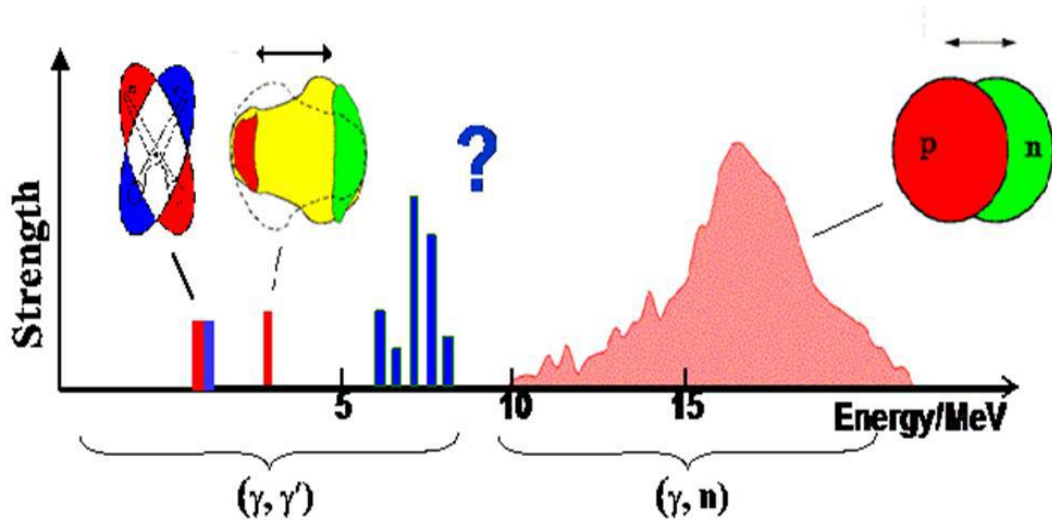 ?
p n
Strength
5 10 15
Energy/MeV
(γ, γ′) (γ, n)